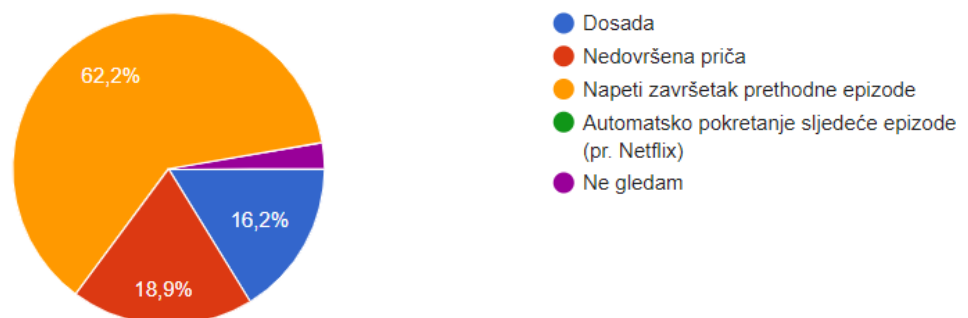 62,2%
16,2%
18,9%
Dosada
Nedovršena priča
Napeti završetak prethodne epizode
Automatsko pokretanje sljedeće epizode
(pr. Netflix)
Ne gledam